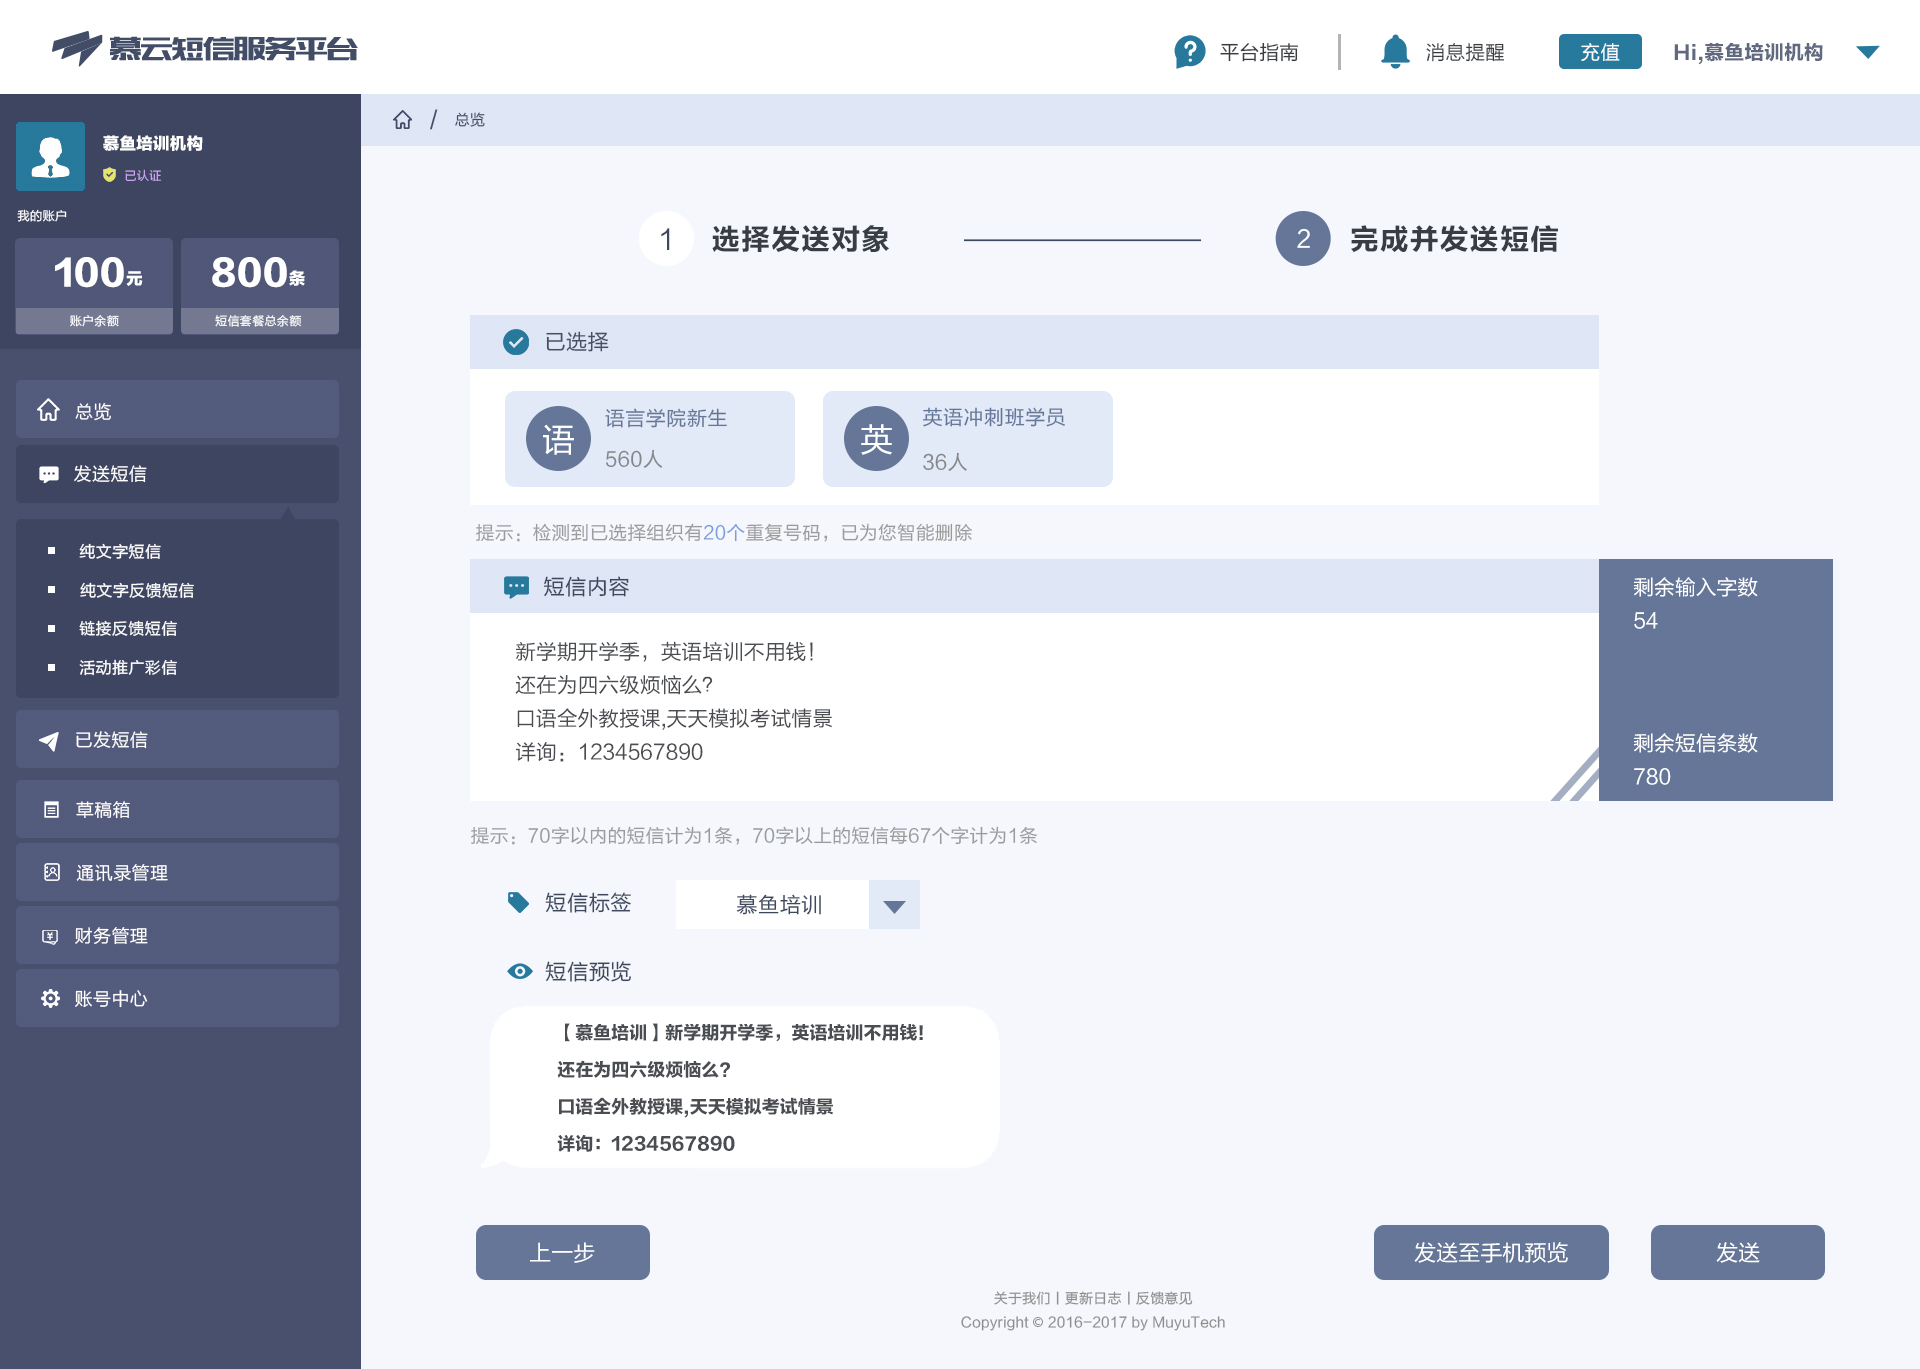 慕云短信服务平台
平台指南
消息提醒
充值
Hi,慕鱼培训机构
慕鱼培训机构
已认证
我的账户
100元
账户余额
800条
短信套餐总余额
总览
发送短信
纯文字短信
纯文字反馈短信
链接反馈短信
活动推广彩信
已发短信
草稿箱
通讯录管理
财务管理
账号中心
/ 总览
1 选择发送对象
2 完成并发送短信
已选择
语 语言学院新生
560人
英 英语冲刺班学员
36人
提示：检测到已选择组织有20个重复号码，已为您智能删除
短信内容
新学期开学季，英语培训不用钱！
还在为四六级烦恼么?
口语全外教授课,天天模拟考试情景
详询：1234567890
剩余输入字数
54
剩余短信条数
780
提示：70字以内的短信计为1条，70字以上的短信每67个字计为1条
短信标签
慕鱼培训
短信预览
【慕鱼培训】新学期开学季，英语培训不用钱!
还在为四六级烦恼么?
口语全外教授课,天天模拟考试情景
详询：1234567890
上一步
发送至手机预览
发送
关于我们丨更新日志丨反馈意见
Copyright © 2016-2017 by MuyuTech